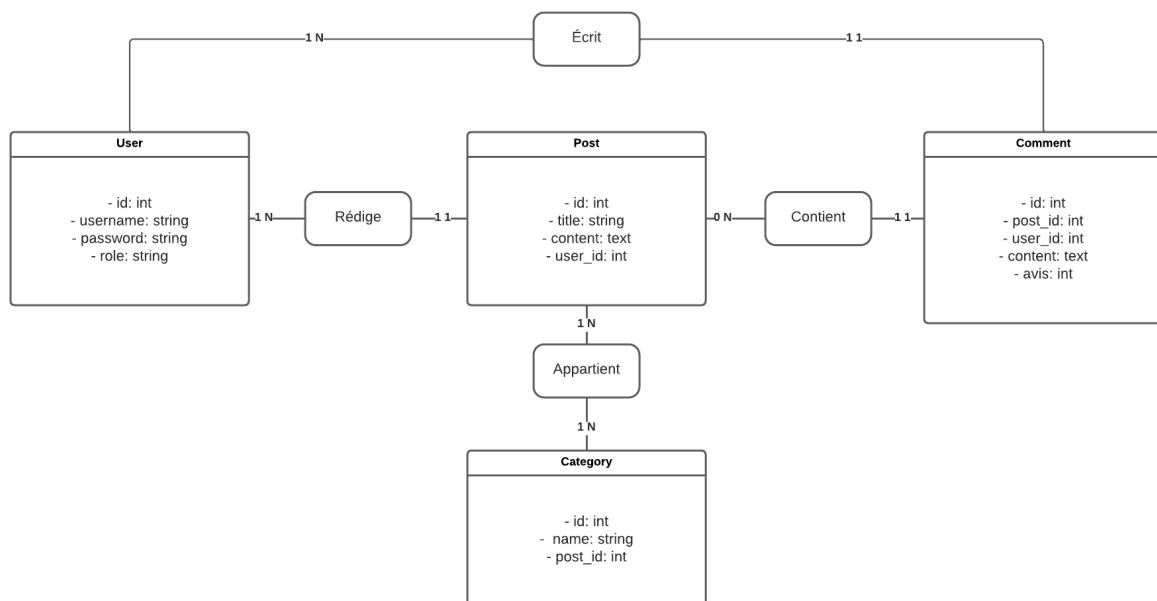 Écrit
1 N
1 1
User
- id: int
- username: string
- password: string
- role: string
1 N
Rédige
1 1
Post
- id: int
- title: string
- content: text
- user_id: int
0 N
Contient
1 1
Comment
- id: int
- post_id: int
- user_id: int
- content: text
- avis: int
1 N
Appartient
1 N
Category
- id: int
- name: string
- post_id: int